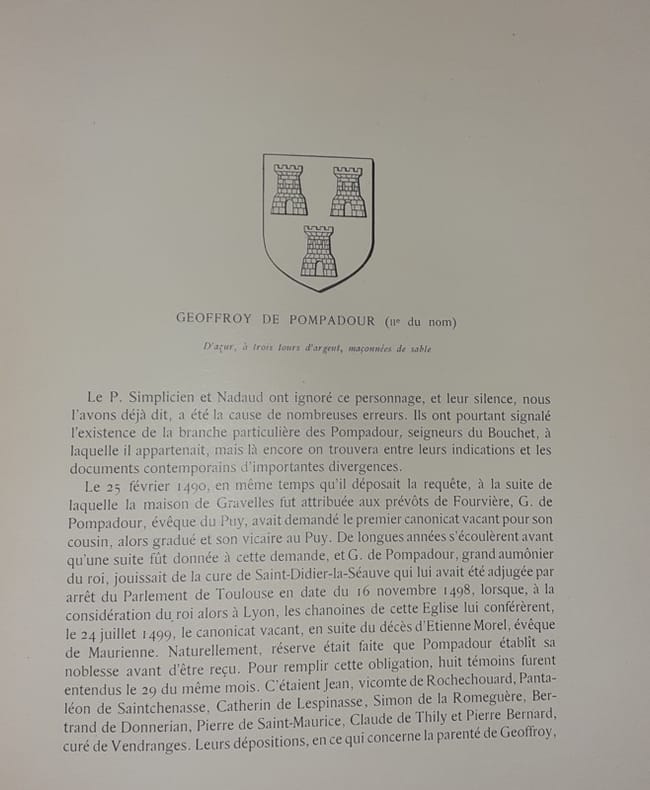 GEOFFROY DE POMPADOUR (IIe du nom)
D'açur, à trois tours d'argent, maçonnées de sable
Le P. Simplicien et Nadaud ont ignoré ce personnage, et leur silence, nous
l'avons déjà dit, a été la cause de nombreuses erreurs. Ils ont pourtant signalé
l'existence de la branche particulière des Pompadour, seigneurs du Bouchet, à
laquelle il appartenait, mais là encore on trouvera entre leurs indications et les
documents contemporains d'importantes divergences.
Le 25 février 1490, en même temps qu'il déposait la requête, à la suite de
laquelle la maison de Gravelles fut attribuée aux prévôts de Fourvière, G. de
Pompadour, évêque du Puy, avait demandé le premier canonicat vacant pour son
cousin, alors gradué et son vicaire au Puy. De longues années s'écoulèrent avant
qu'une suite fût donnée à cette demande, et G. de Pompadour, grand aumônier
du roi, jouissait de la cure de Saint-Didier-la-Séauve qui lui avait été adjugée par
arrêt du Parlement de Toulouse en date du 16 novembre 1498, lorsque, à la
considération du roi alors à Lyon, les chanoines de cette Eglise lui conférèrent,
le 24 juillet 1499, le canonicat vacant, en suite du décès d'Etienne Morel, évêque
de Maurienne. Naturellement, réserve était faite que Pompadour établît sa
noblesse avant d'être reçu. Pour remplir cette obligation, huit témoins furent
entendus le 29 du même mois. C'étaient Jean, vicomte de Rochechouard, Panta-
léon de Saintchenasse, Catherin de Lespinasse, Simon de la Romeguère, Ber-
trand de Donnerian, Pierre de Saint-Maurice, Claude de Thily et Pierre Bernard,
curé de Vendranges. Leurs dépositions, en ce qui concerne la parenté de Geoffroy,